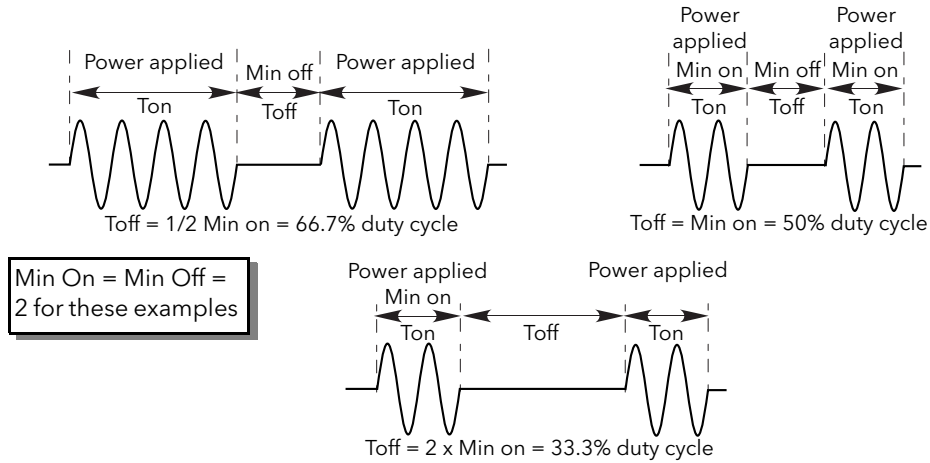 Power applied
Min off
Power applied
Ton
Toff
Ton
Toff = 1/2 Min on = 66.7% duty cycle
Power
applied
Power
applied
Min on
Min off
Min on
Ton
Toff
Ton
Toff = Min on = 50% duty cycle
Min On = Min Off =
2 for these examples
Power applied
Power applied
Min on
Ton
Toff
Ton
Toff = 2 x Min on = 33.3% duty cycle